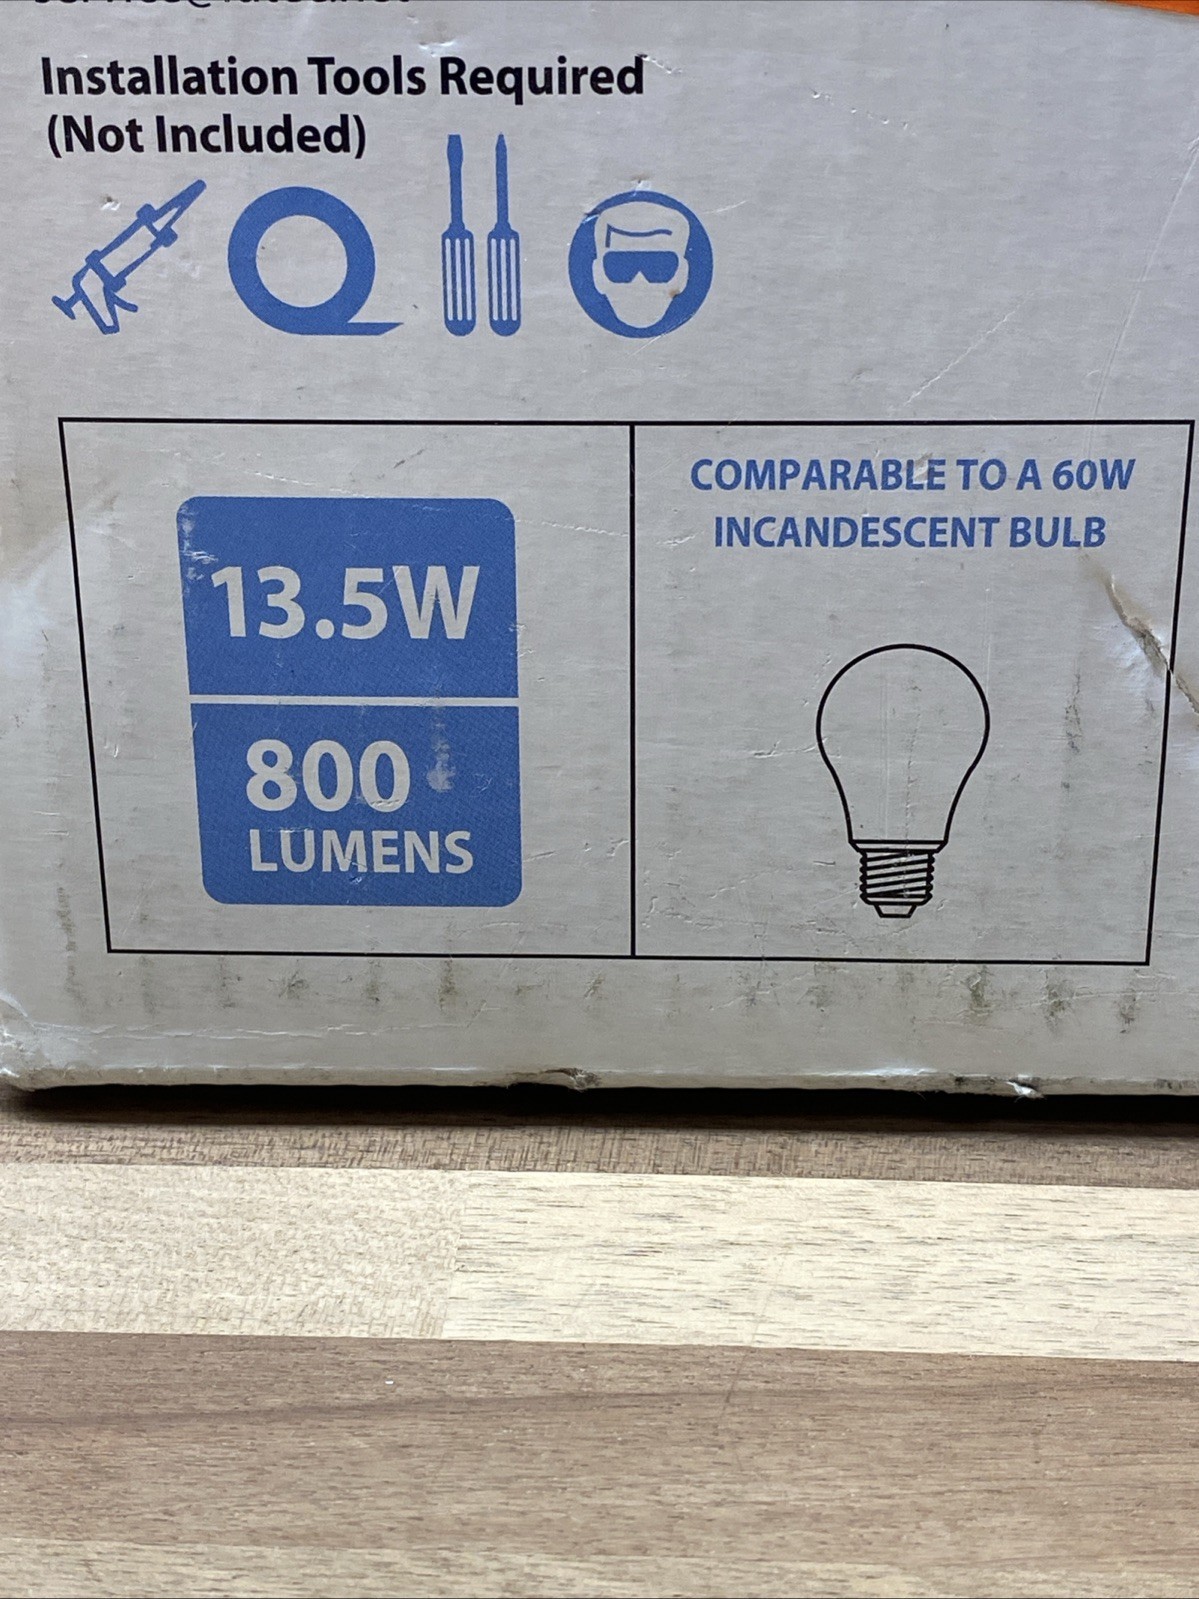 Installation Tools Required
(Not Included)
13.5W
800
LUMENS
COMPARABLE TO A 60W
INCANDESCENT BULB